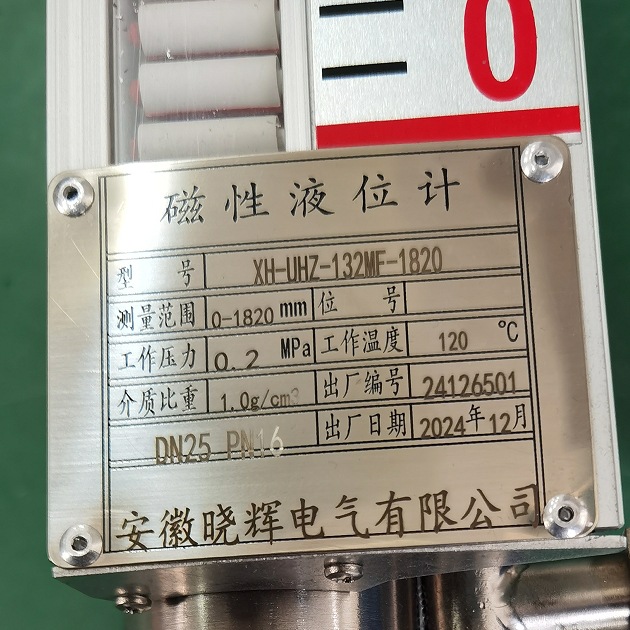 0
磁性液位计
型 号 XH-UHZ-132MF-1820
测量范围 0-1820 mm 位 号
工作压力 0.2 MPa 工作温度 120 ℃
介质比重 1.0g/cm3 出厂编号 24126501
DN25 PN16 出厂日期 2024年12月
安徽晓辉电气有限公司